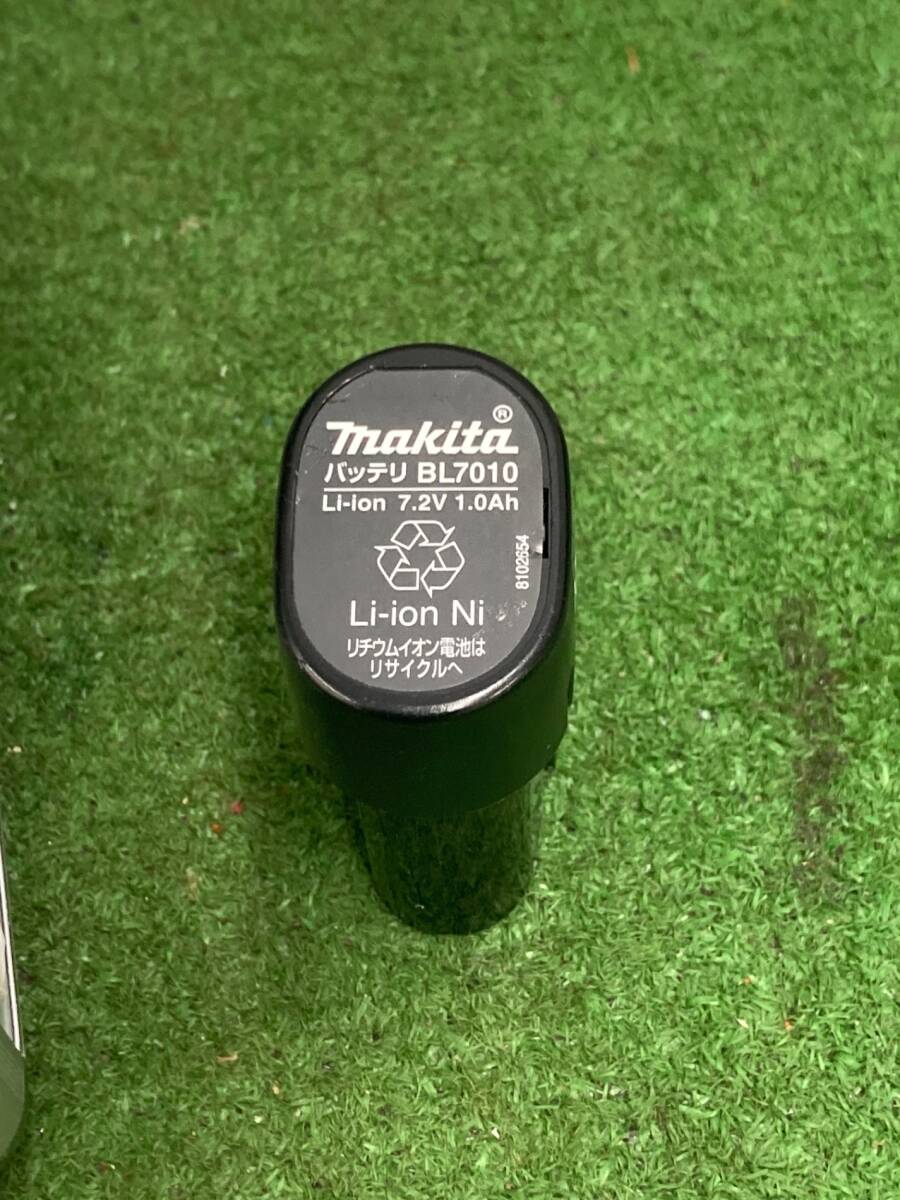 makita®
バッテリ BL7010
Li-ion 7.2V 1.0Ah
8102654
Li-ion Ni
リチウムイオン電池は
リサイクルへ